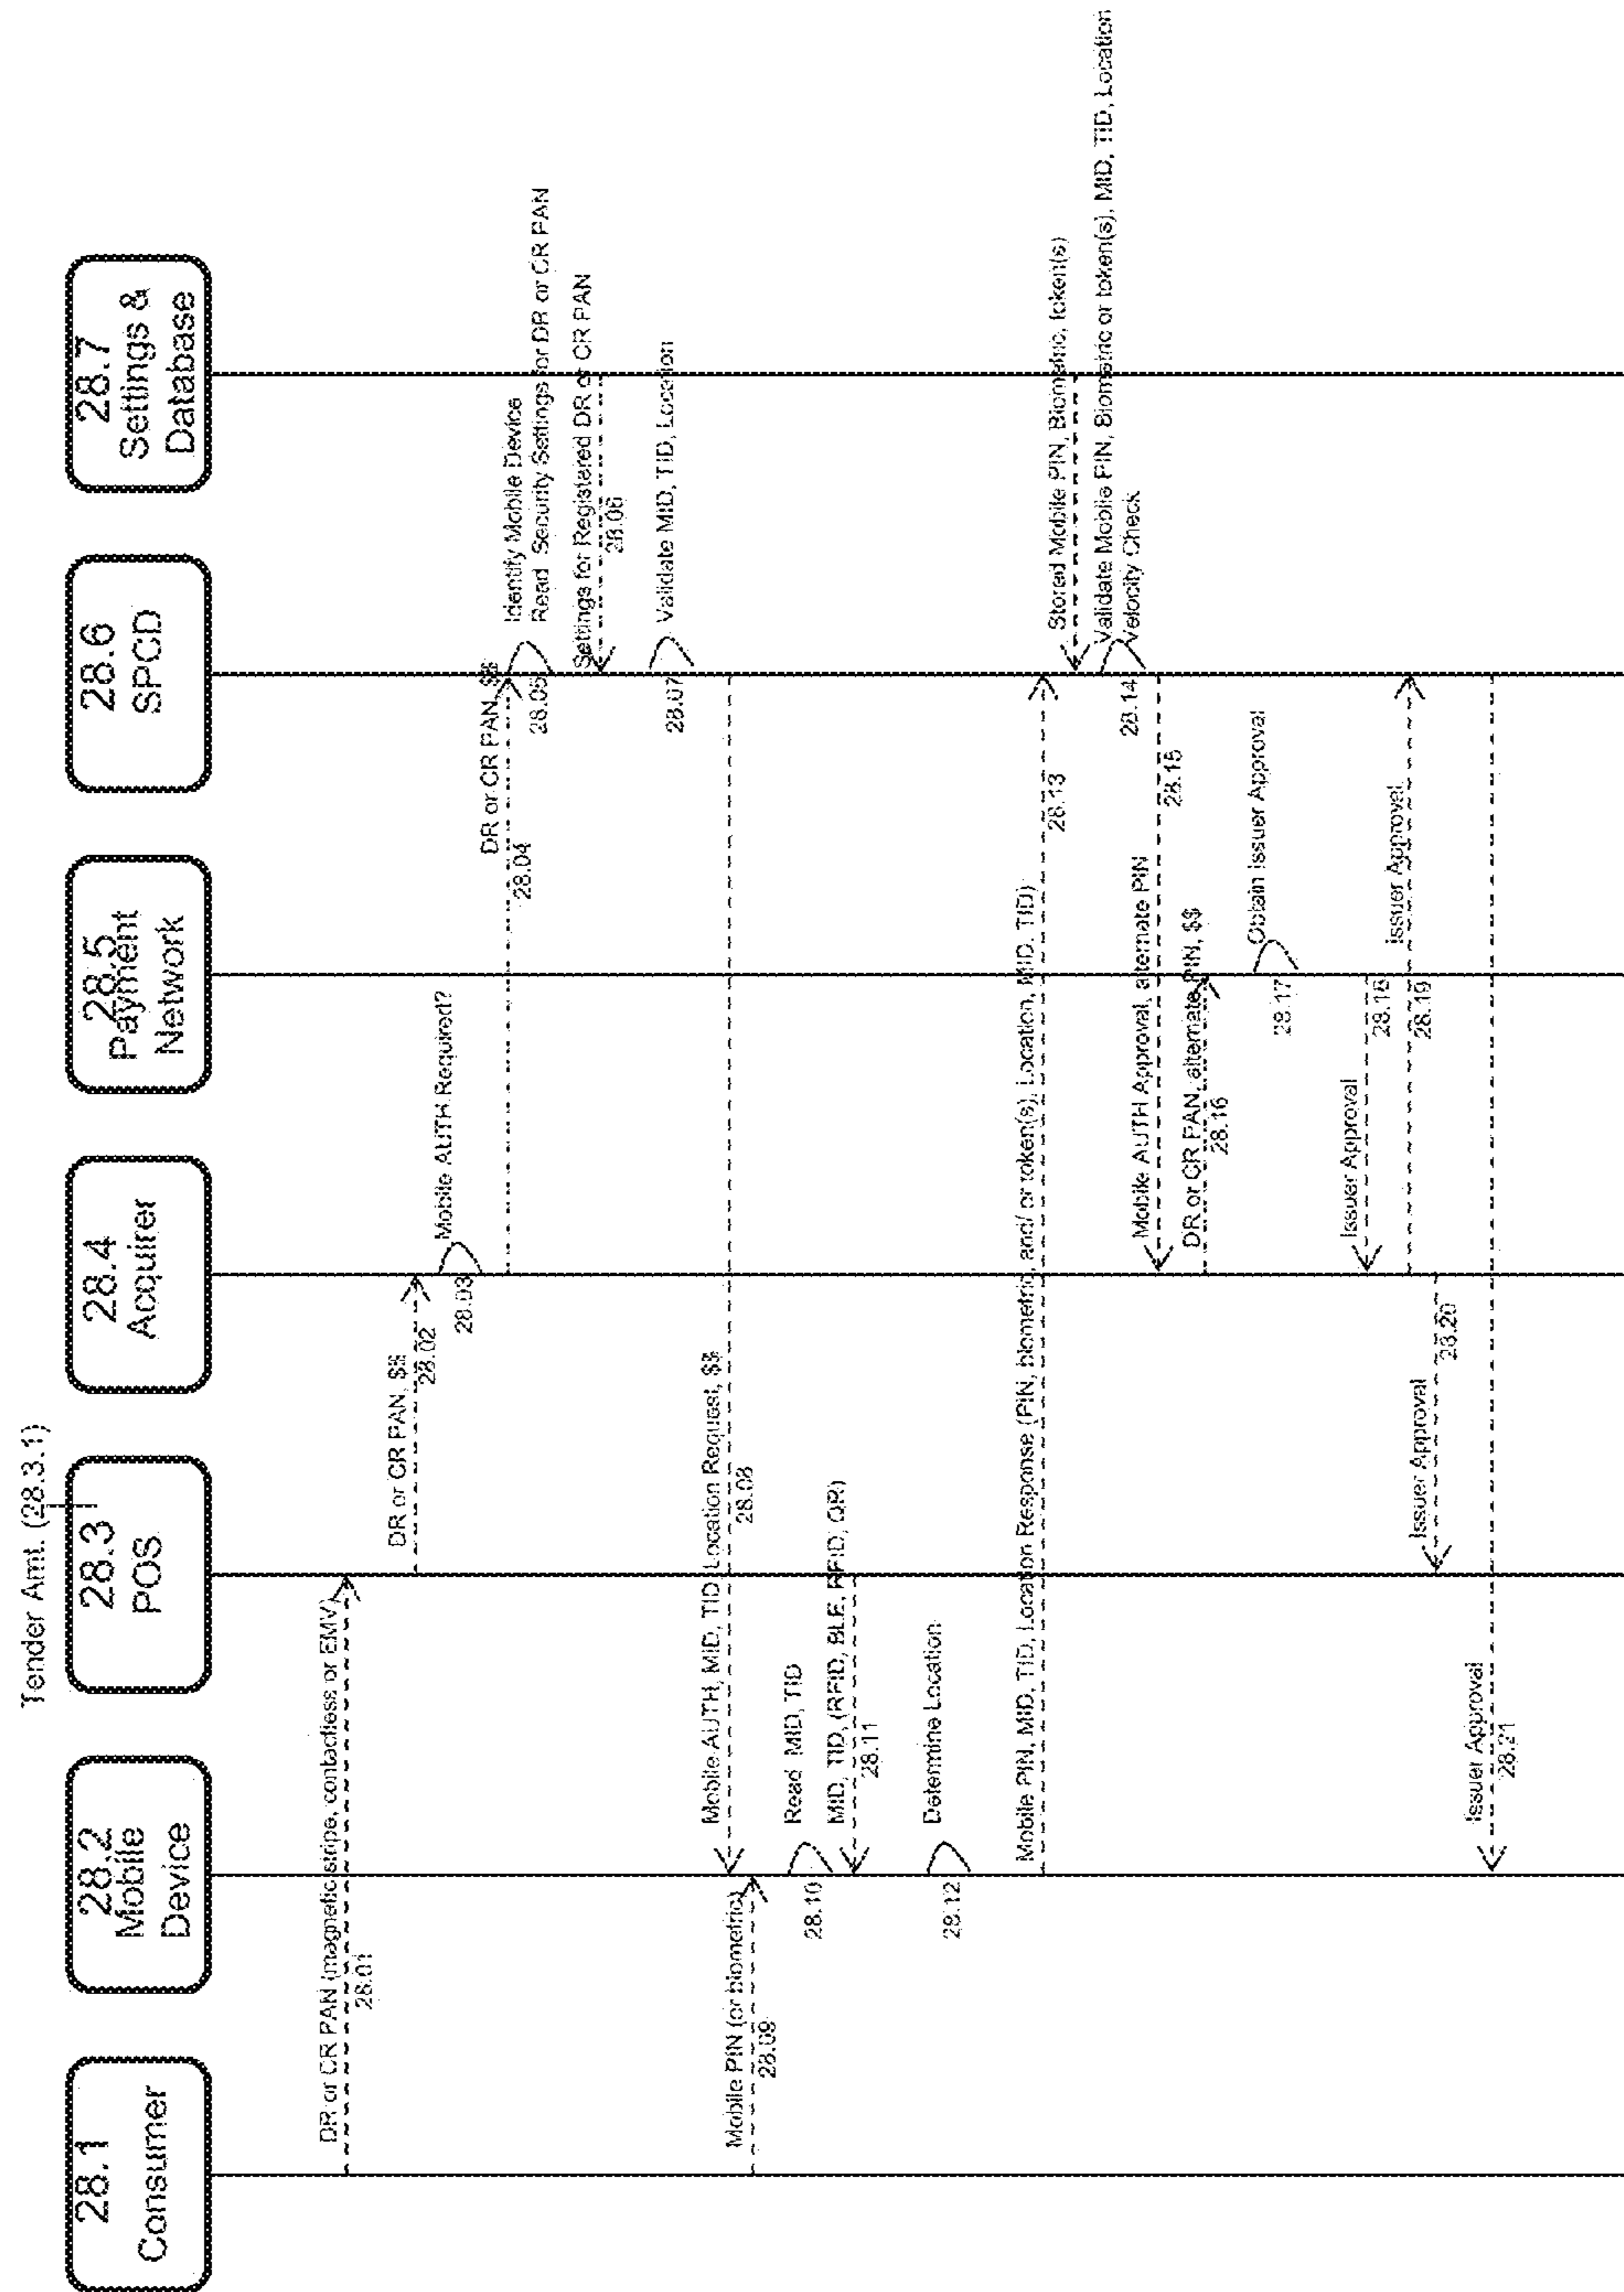 Tender Amt. (28.3.1)
28.1
Consumer
28.2
Mobile
Device
28.3
POS
28.4
Acquirer
28.5
Payment
Network
28.6
SPCD
28.7
Settings &
Database
DR or CR PAN (magnetic stripe, contactless or EMV)
28.01
DR or CR PAN, $$
28.02
Mobile AUTH Required?
28.03
DR or CR PAN, $$
28.04
Identify Mobile Device
Read Security Settings for DR or CR PAN
28.05
Settings for Registered DR or CR PAN
28.06
Validate MID, TID, Location
28.07
Mobile AUTH, MID, TID Location Request, $$
28.08
Mobile PIN (or biometric)
28.09
Read MID, TID
28.10
MID, TID, (RFID, BLE, RFID, QR)
28.11
Determine Location
28.12
Mobile PIN, MID, TID, Location Response (PIN, biometric, and/ or token(s), Location, MID, TID)
28.13
Stored Mobile PIN, Biometric, token(s)
Validate Mobile PIN, Biometric or token(s), MID, TID, Location
Velocity Check
28.14
Mobile AUTH Approval, alternate PIN
28.15
DR or CR PAN, alternate PIN, $$
28.16
Obtain Issuer Approval
28.17
Issuer Approval
28.18
Issuer Approval
28.19
Issuer Approval
28.20
Issuer Approval
28.21